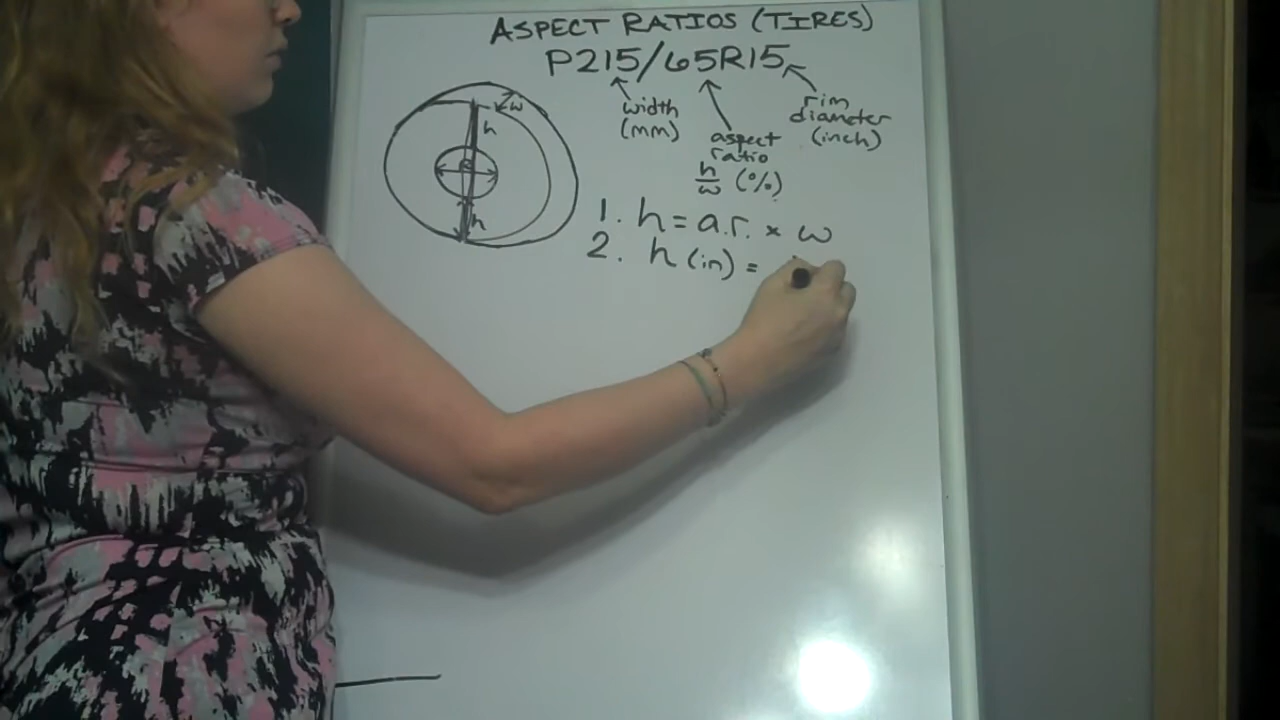 ASPECT RATIOS (TIRES)
P215/65R15
width
(mm)
aspect
ratio
h/w (%)
rim
diameter
(inch)
w
h
h
1. h = a.r. × w
2. h (in) =